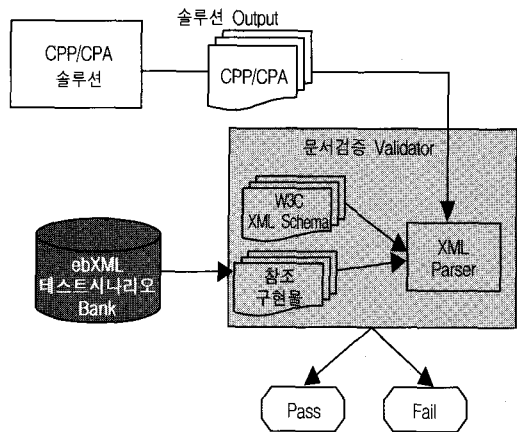 솔루션 Output
CPP/CPA
솔루션
CPP/CPA
문서검증 Validator
W3C
XML Schema
XML
Parser
ebXML
테스트시나리오
Bank
참조
구현물
Pass
Fail